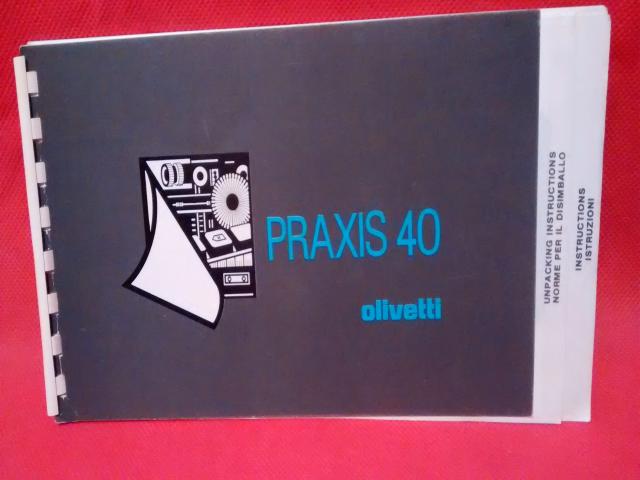 PRAXIS 40
olivetti
UNPACKING INSTRUCTIONS
NORME PER IL DISIMBALLO
INSTRUCTIONS
ISTRUZIONI